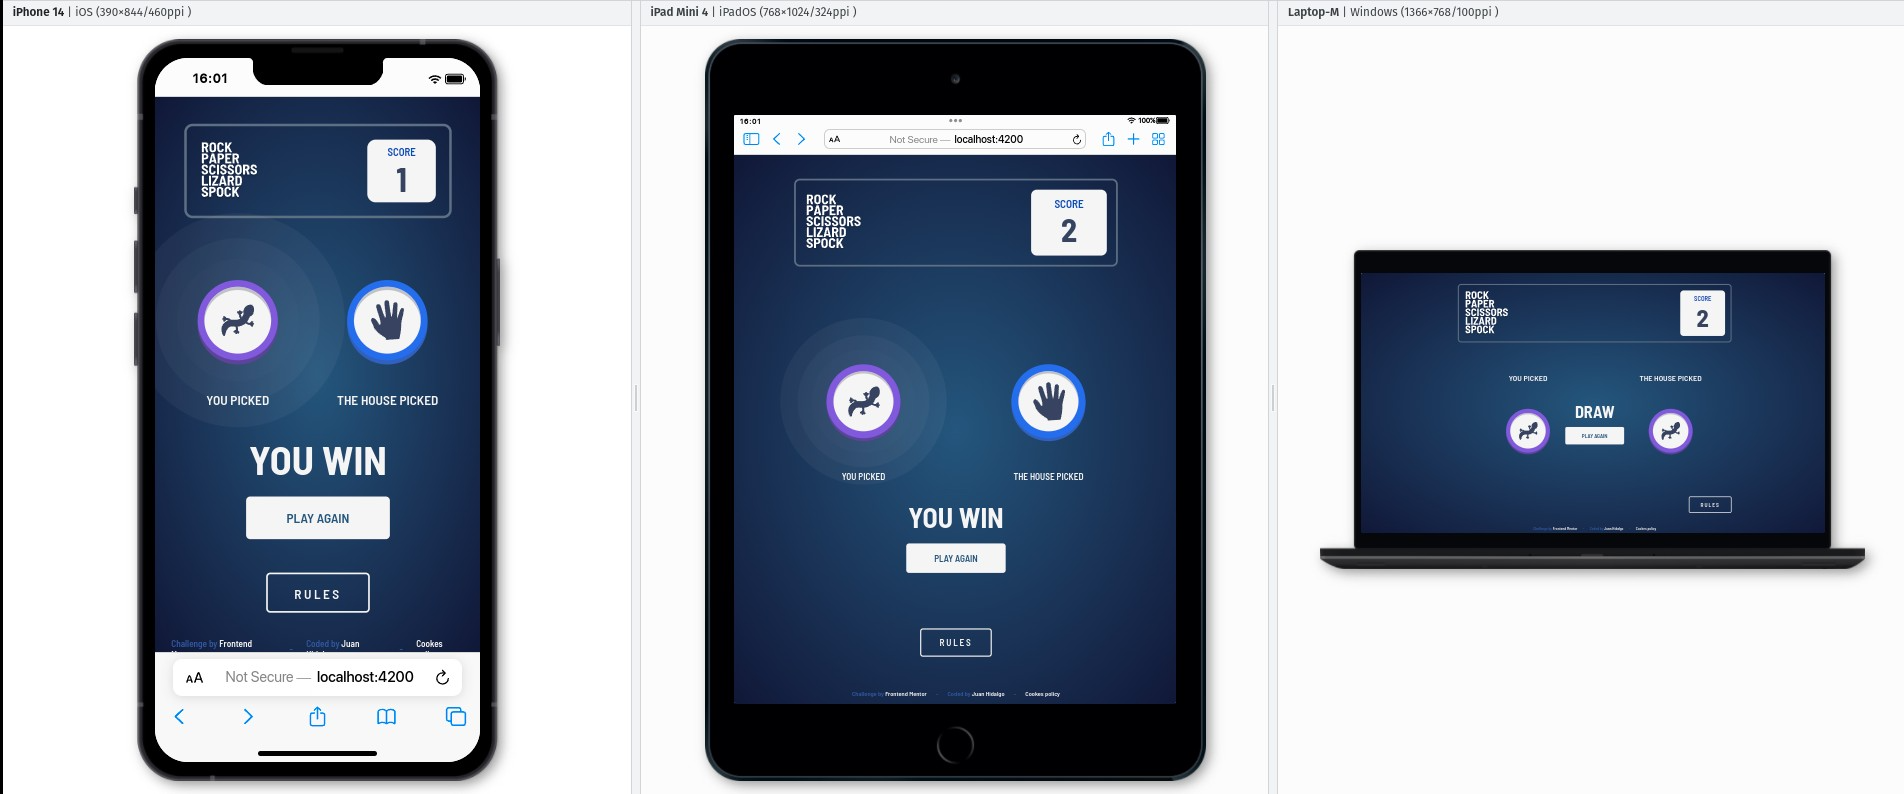 iPhone 14 | iOS (390×844/460ppi )
16:01
ROCK
PAPER
SCISSORS
LIZARD
SPOCK
SCORE
1
YOU PICKED
THE HOUSE PICKED
YOU WIN
PLAY AGAIN
RULES
Challenge by Frontend
Coded by Juan
Cookes
AA Not Secure — localhost:4200
iPad Mini 4 | iPadOS (768×1024/324ppi )
16:01
100%
AA Not Secure — localhost:4200
ROCK
PAPER
SCISSORS
LIZARD
SPOCK
SCORE
2
YOU PICKED
THE HOUSE PICKED
YOU WIN
PLAY AGAIN
RULES
Challenge by Frontend Mentor - Coded by Juan Hidalgo - Cookes policy
Laptop-M | Windows (1366×768/100ppi )
ROCK
PAPER
SCISSORS
LIZARD
SPOCK
SCORE
2
YOU PICKED
THE HOUSE PICKED
DRAW
PLAY AGAIN
RULES
Challenge by Frontend Mentor - Coded by Juan Hidalgo - Cookes policy